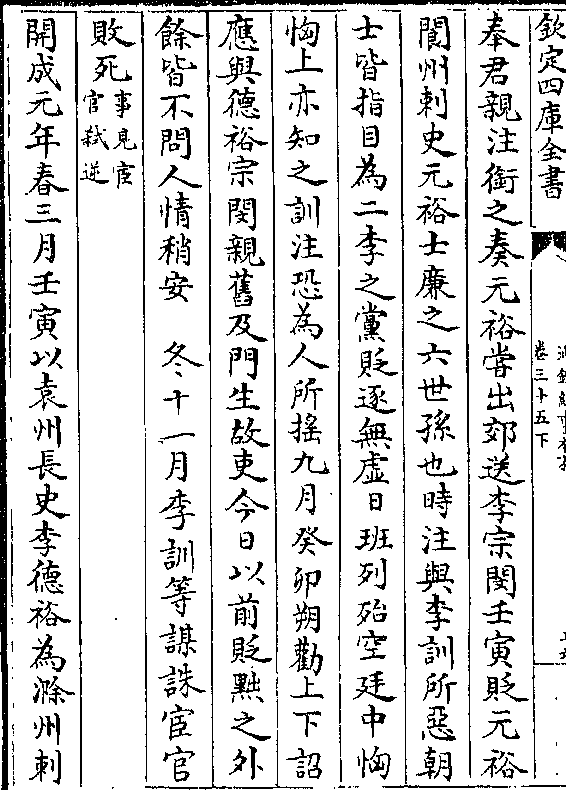 欽定四庫全書
卷三十五下
奉君親注銜之奏元裕嘗出郊送李宗閔壬寅貶元裕
閬州刺史元裕士廉之六世孫也時注與李訓所惡朝
士皆指目為二李之黨貶逐無虛日班列殆空廷中恟
恟上亦知之訓注恐為人所搖九月癸卯朔勸上下詔
應與德裕宗閔親舊及門生故吏今日以前貶黜之外
餘皆不問人情稍安　冬十一月李訓等謀誅宦官
敗死事見宦官弑逆
開成元年春三月壬寅以袁州長史李德裕為滁州刺